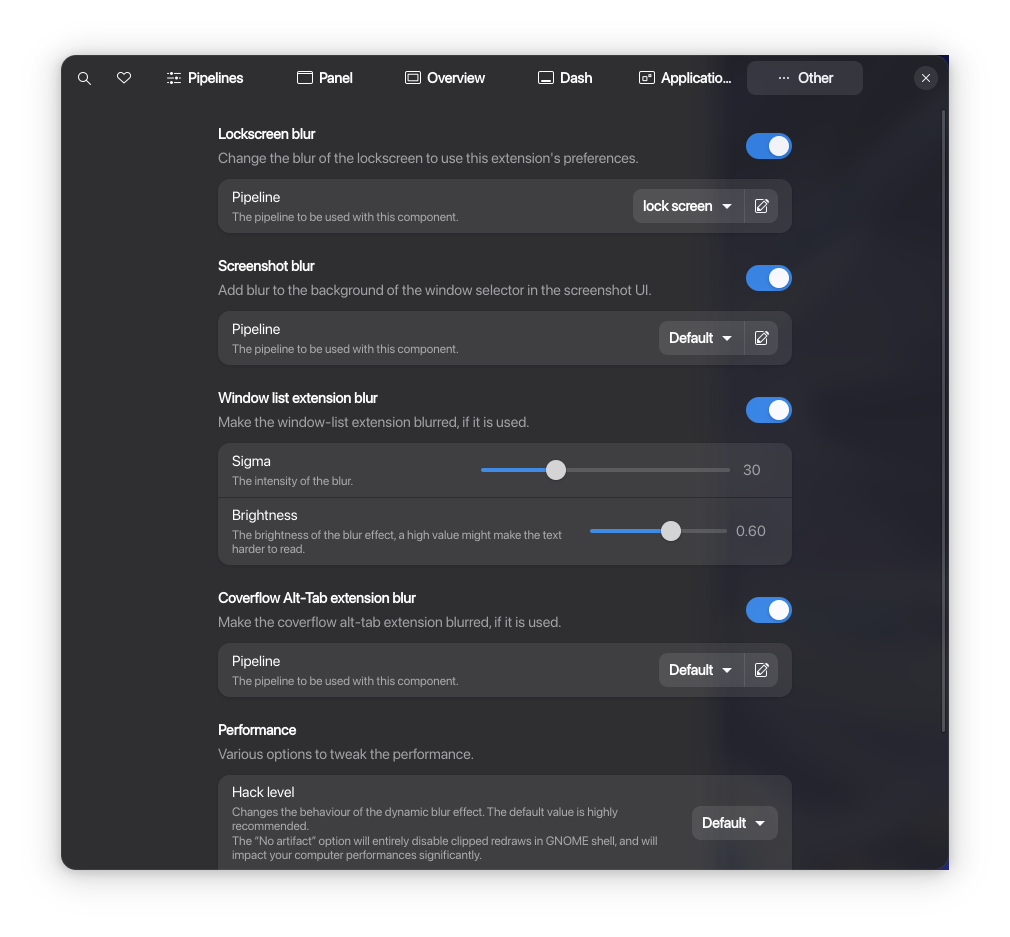 Pipelines
Panel
Overview
Dash
Applicatio...
Other
Lockscreen blur
Change the blur of the lockscreen to use this extension's preferences.
Pipeline
The pipeline to be used with this component.
lock screen
Screenshot blur
Add blur to the background of the window selector in the screenshot UI.
Pipeline
The pipeline to be used with this component.
Default
Window list extension blur
Make the window-list extension blurred, if it is used.
Sigma
The intensity of the blur.
30
Brightness
The brightness of the blur effect, a high value might make the text
harder to read.
0.60
Coverflow Alt-Tab extension blur
Make the coverflow alt-tab extension blurred, if it is used.
Pipeline
The pipeline to be used with this component.
Default
Performance
Various options to tweak the performance.
Hack level
Changes the behaviour of the dynamic blur effect. The default value is highly
recommended.
The “No artifact” option will entirely disable clipped redraws in GNOME shell, and will
impact your computer performances significantly.
Default